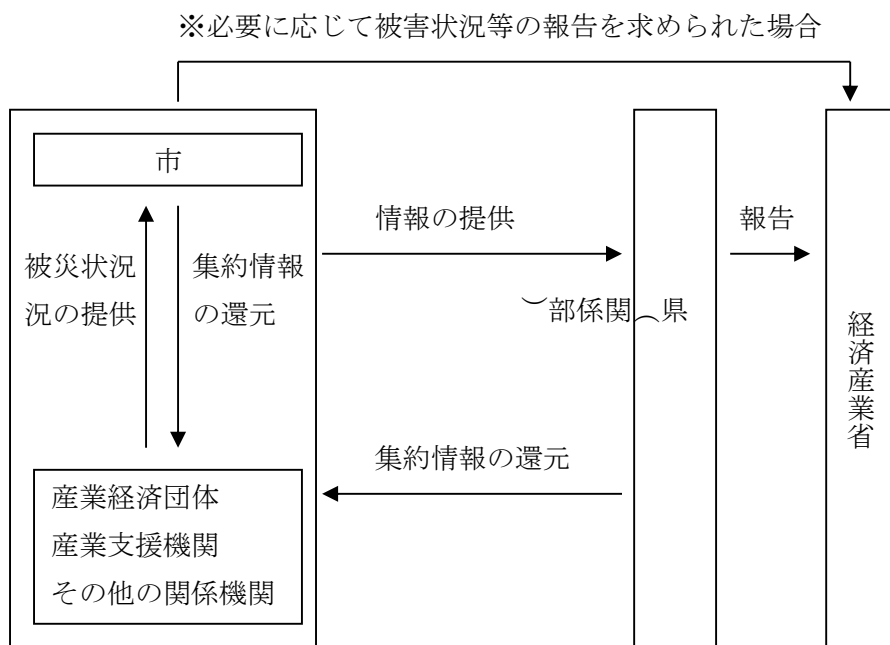 ※必要に応じて被害状況等の報告を求められた場合
市
被災状況
況の提供
集約情報
の還元
情報の提供
報告
県（関係部）
経済産業省
集約情報の還元
産業経済団体
産業支援機関
その他の関係機関